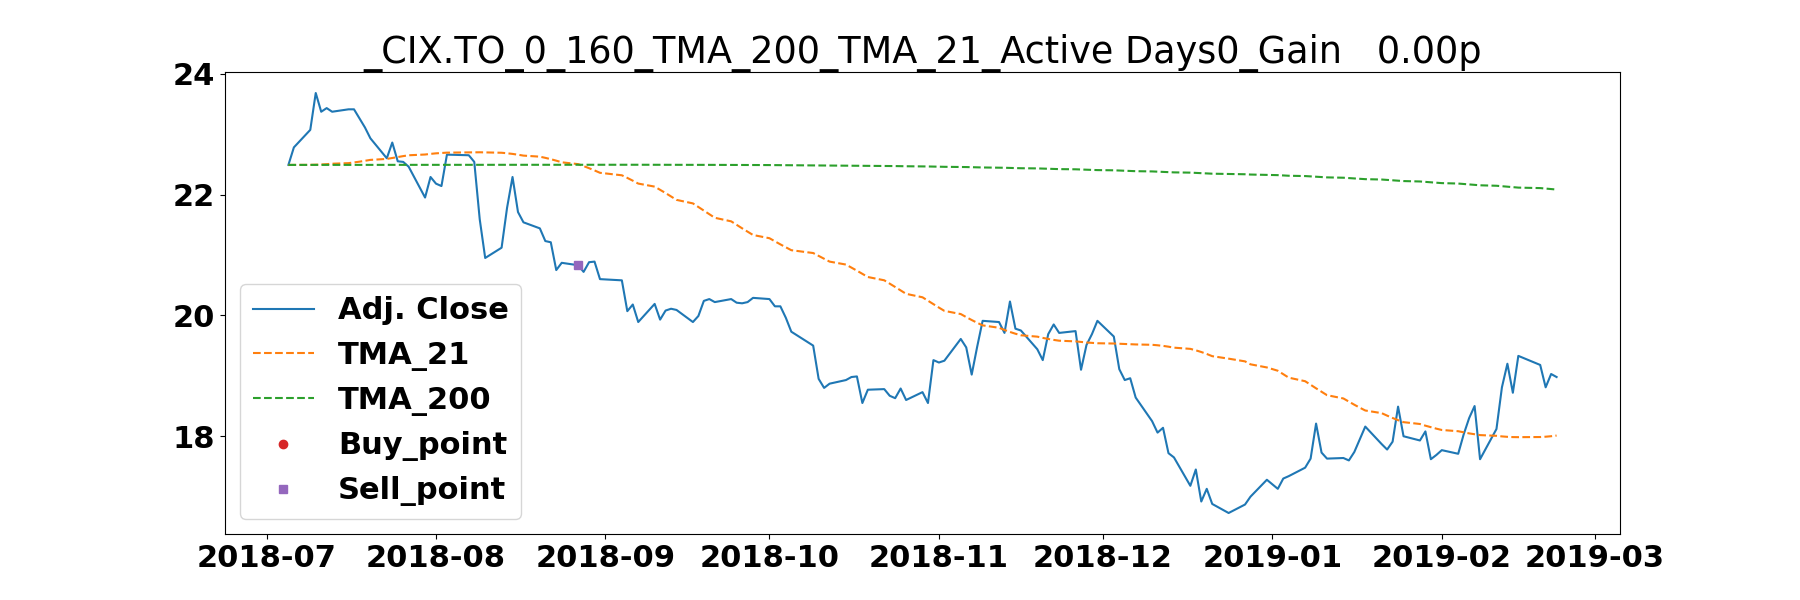 _CIX.TO_0_160_TMA_200_TMA_21_Active Days0_Gain   0.00p
24
22
20
18
Adj. Close
TMA_21
TMA_200
Buy_point
Sell_point
2018-07 2018-08 2018-09 2018-10 2018-11 2018-12 2019-01 2019-02 2019-03